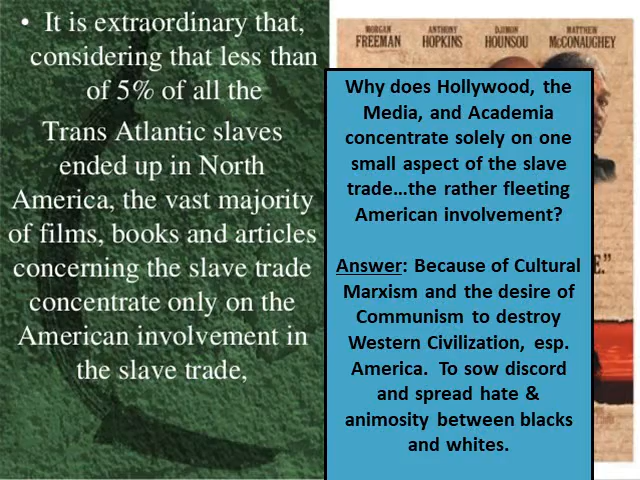 • It is extraordinary that,
considering that less than
of 5% of all the
Trans Atlantic slaves
ended up in North
America, the vast majority
of films, books and articles
concerning the slave trade
concentrate only on the
American involvement in
the slave trade,
MORGAN FREEMAN
ANTHONY HOPKINS
DJIMON HOUNSOU
MATTHEW McCONAUGHEY
Why does Hollywood, the
Media, and Academia
concentrate solely on one
small aspect of the slave
trade...the rather fleeting
American involvement?
Answer: Because of Cultural
Marxism and the desire of
Communism to destroy
Western Civilization, esp.
America. To sow discord
and spread hate &
animosity between blacks
and whites.